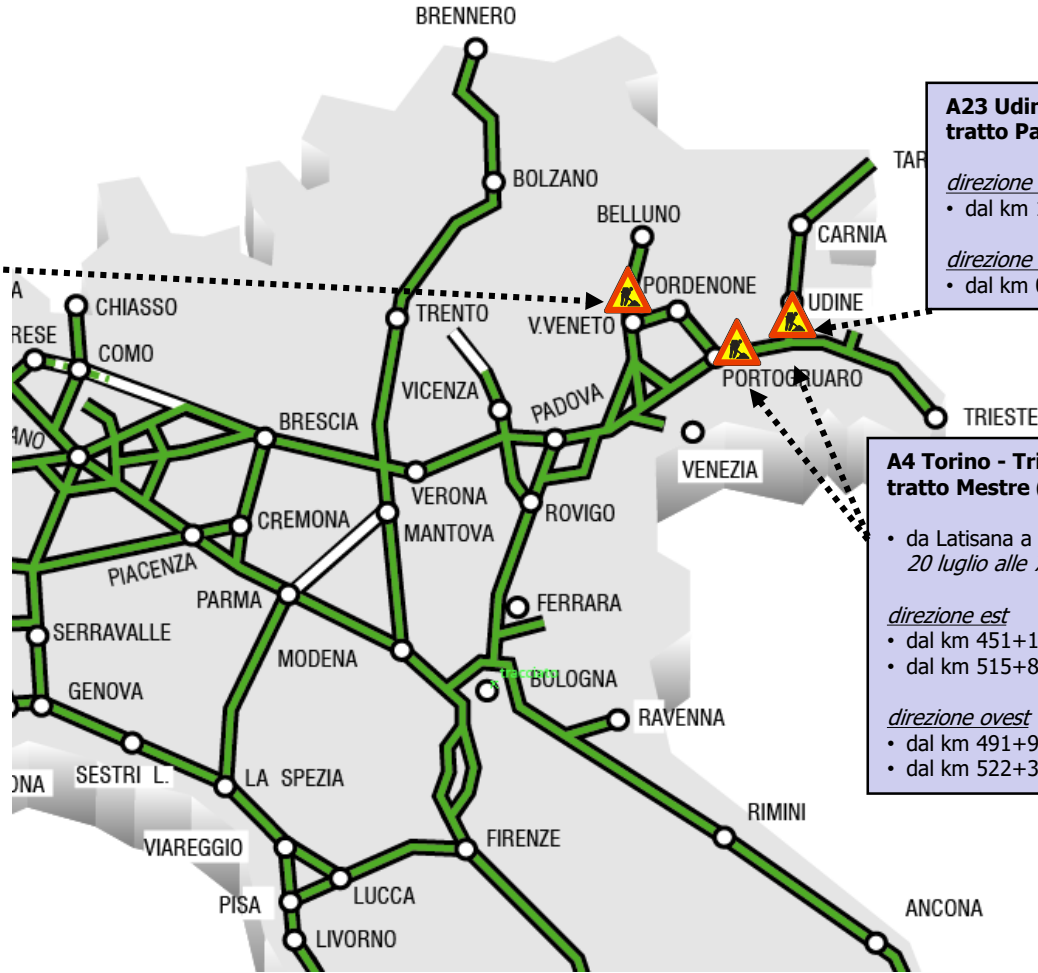 BRENNERO
A23 Udin
tratto Pa
BOLZANO
TAR
direzione
• dal km
BELLUNO
CARNIA
direzione
• dal km
A
CHIASSO
PORDENONE
UDINE
TRENTO
V.VENETO
RESE
COMO
PORTOGRUARO
VICENZA
PADOVA
BRESCIA
TRIESTE
ANO
VENEZIA
A4 Torino - Tri
tratto Mestre
VERONA
ROVIGO
CREMONA
MANTOVA
• da Latisana a
20 luglio alle
PIACENZA
PARMA
FERRARA
direzione est
• dal km 451+1
• dal km 515+8
SERRAVALLE
MODENA
tracciato
BOLOGNA
GENOVA
RAVENNA
direzione ovest
• dal km 491+9
• dal km 522+3
ONA
SESTRI L.
LA SPEZIA
RIMINI
VIAREGGIO
FIRENZE
LUCCA
PISA
ANCONA
LIVORNO